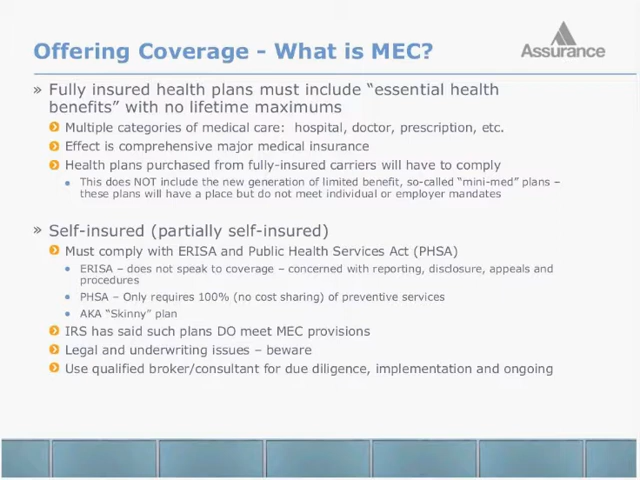 Offering Coverage - What is MEC?
Assurance
» Fully insured health plans must include “essential health
benefits” with no lifetime maximums
Multiple categories of medical care: hospital, doctor, prescription, etc.
Effect is comprehensive major medical insurance
Health plans purchased from fully-insured carriers will have to comply
• This does NOT include the new generation of limited benefit, so-called “mini-med” plans –
these plans will have a place but do not meet individual or employer mandates
» Self-insured (partially self-insured)
Must comply with ERISA and Public Health Services Act (PHSA)
• ERISA – does not speak to coverage – concerned with reporting, disclosure, appeals and
procedures
• PHSA – Only requires 100% (no cost sharing) of preventive services
• AKA “Skinny” plan
IRS has said such plans DO meet MEC provisions
Legal and underwriting issues – beware
Use qualified broker/consultant for due diligence, implementation and ongoing